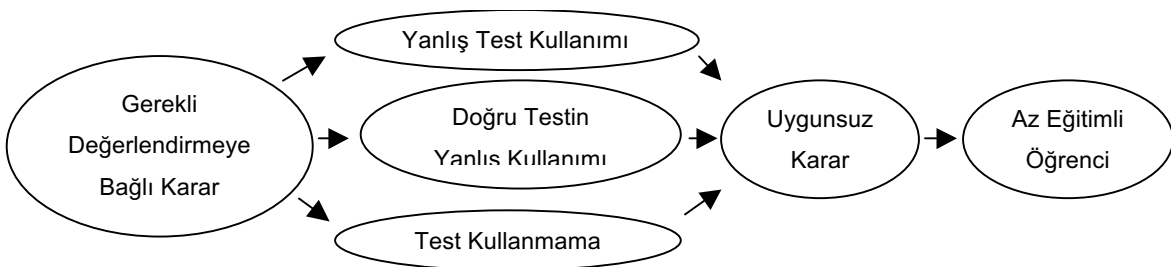 Gerekli
Değerlendirmeye
Bağlı Karar
Yanlış Test Kullanımı
Doğru Testin
Yanlış Kullanımı
Test Kullanmama
Uygunsuz
Karar
Az Eğitimli
Öğrenci